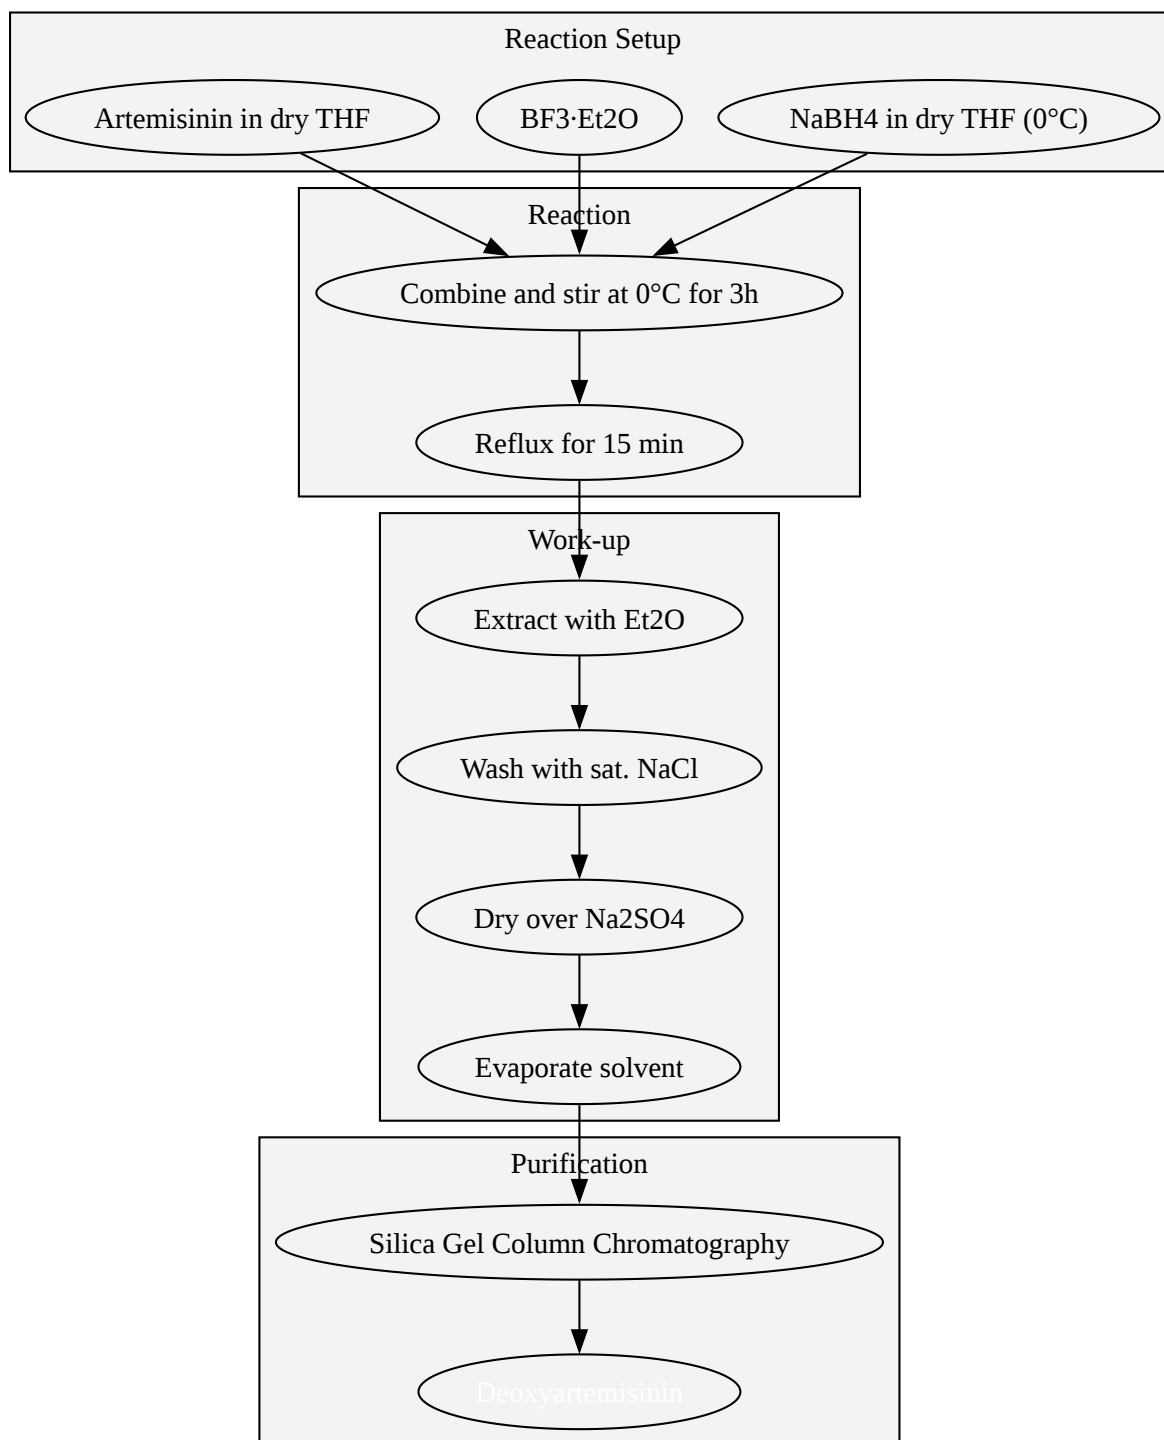 Reaction Setup
Artemisinin in dry THF
BF3·Et2O
NaBH4 in dry THF (0°C)
Reaction
Combine and stir at 0°C for 3h
Reflux for 15 min
Work-up
Extract with Et2O
Wash with sat. NaCl
Dry over Na2SO4
Evaporate solvent
Purification
Silica Gel Column Chromatography
Deoxyartemisinin